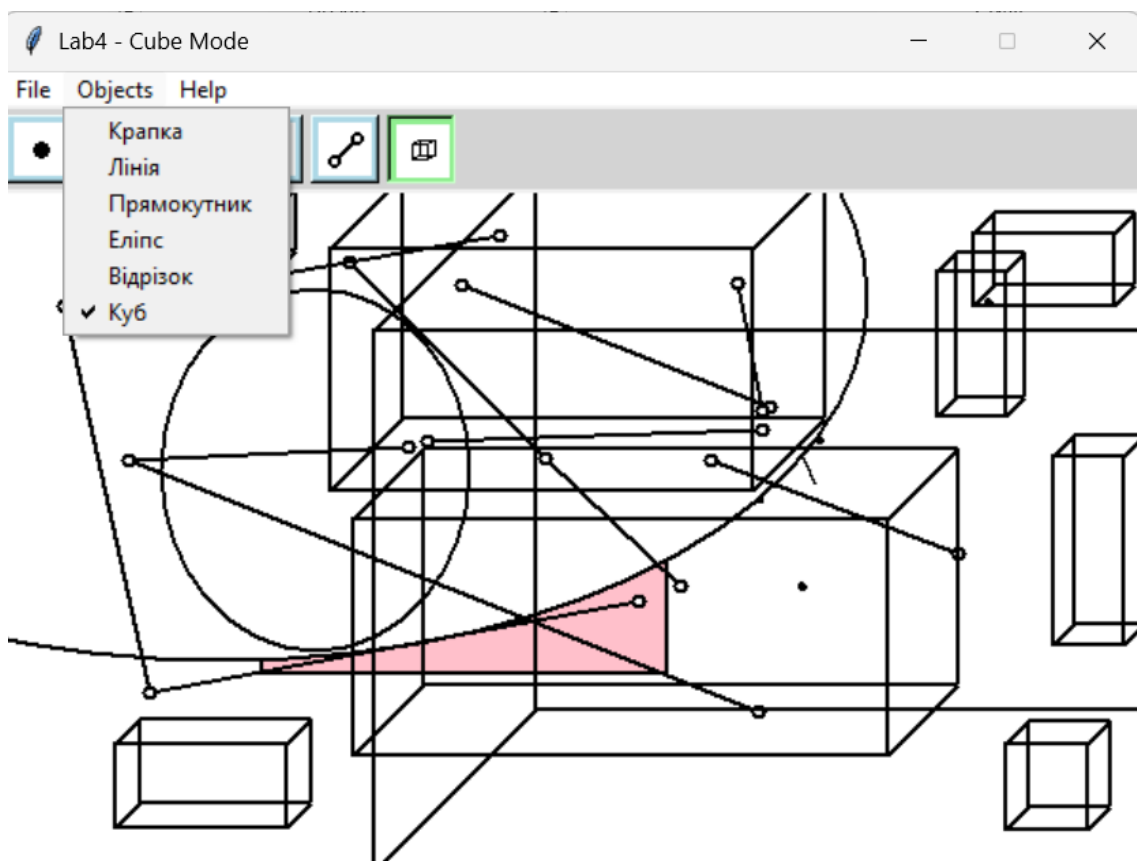 Lab4 - Cube Mode
File Objects Help
Крапка
Лінія
Прямокутник
Еліпс
Відрізок
Куб